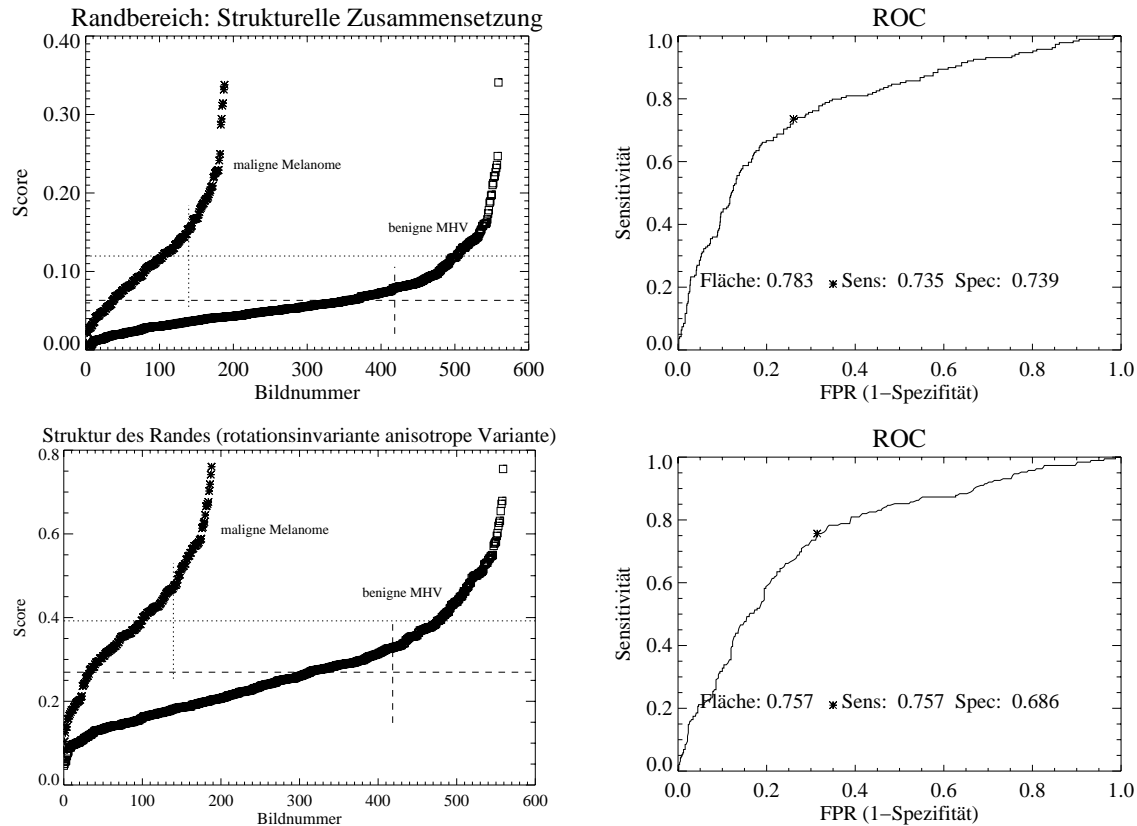 Randbereich: Strukturelle Zusammensetzung
0.40
0.30
0.20
0.10
0.00
Score
maligne Melanome
benigne MHV
0 100 200 300 400 500 600
Bildnummer
ROC
1.0
0.8
0.6
0.4
0.2
0.0
Sensitivität
Fläche: 0.783 Sens: 0.735 Spec: 0.739
0.0 0.2 0.4 0.6 0.8 1.0
FPR (1−Spezifität)
Struktur des Randes (rotationsinvariante anisotrope Variante)
0.8
0.6
0.4
0.2
0.0
Score
maligne Melanome
benigne MHV
0 100 200 300 400 500 600
Bildnummer
ROC
1.0
0.8
0.6
0.4
0.2
0.0
Sensitivität
Fläche: 0.757 Sens: 0.757 Spec: 0.686
0.0 0.2 0.4 0.6 0.8 1.0
FPR (1−Spezifität)